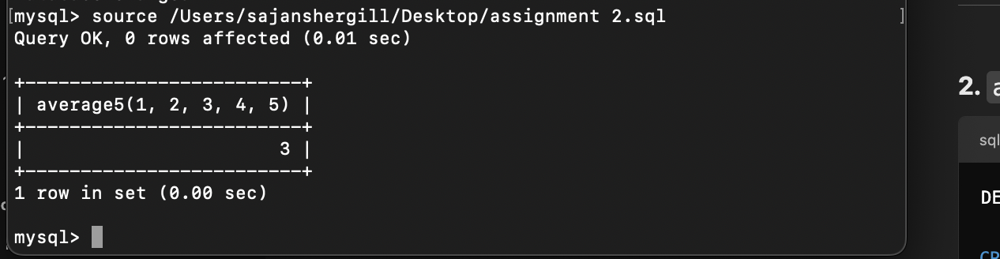 [mysql> source /Users/sajanshergill/Desktop/assignment 2.sql ]
Query OK, 0 rows affected (0.01 sec)
+-------------------------+
| average5(1, 2, 3, 4, 5) |
+-------------------------+
|                       3 |
+-------------------------+
1 row in set (0.00 sec)
mysql>
2.
sql
DE
CR